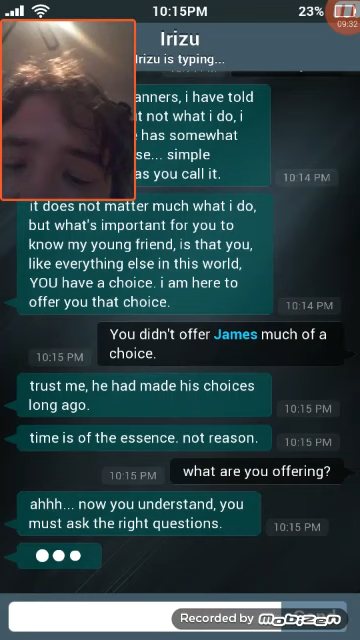 10:15PM
23%
09:32
Irizu
Irizu is typing...
anners, i have told
t not what i do, i
has somewhat
se... simple
as you call it.
10:14 PM
it does not matter much what i do,
but what's important for you to
know my young friend, is that you,
like everything else in this world,
YOU have a choice. i am here to
offer you that choice.
10:14 PM
You didn't offer James much of a
choice.
10:15 PM
trust me, he had made his choices
long ago.
10:15 PM
time is of the essence. not reason.
10:15 PM
10:15 PM
what are you offering?
ahhh... now you understand, you
must ask the right questions.
10:15 PM
Recorded by MOBIZEN